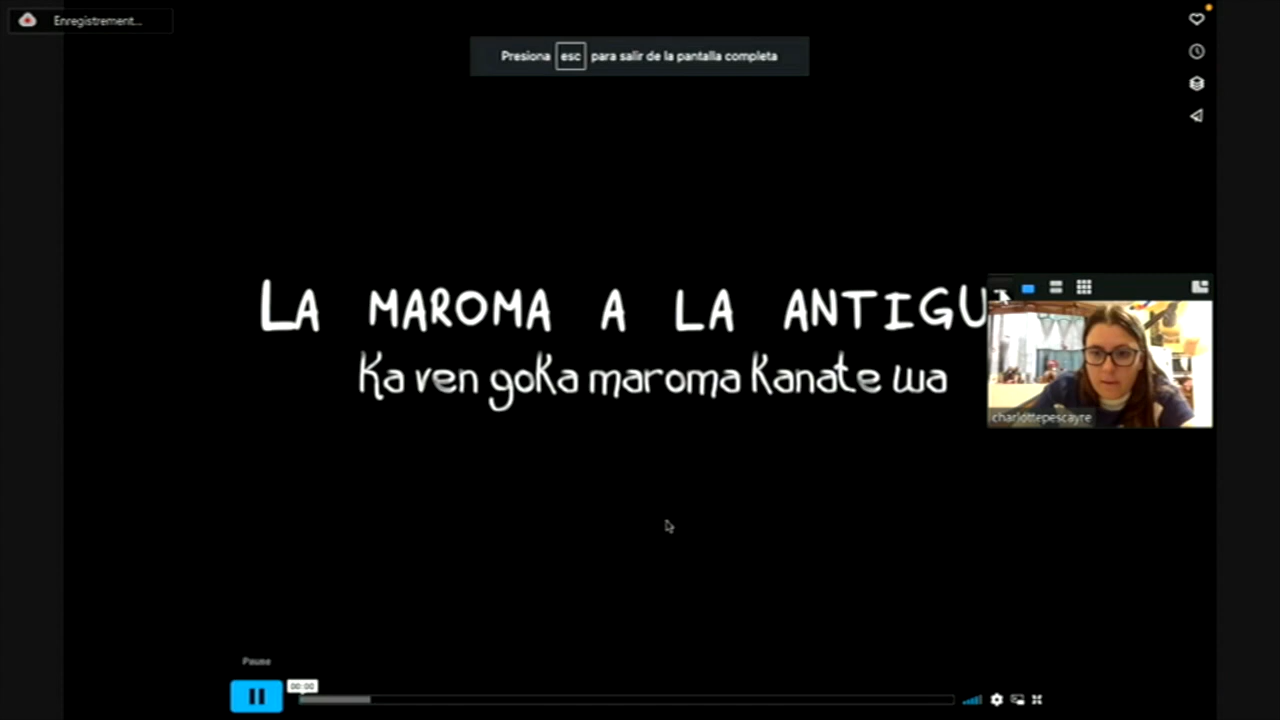 Enregistrement...
Presiona esc para salir de la pantalla completa
LA MAROMA A LA ANTIGU
Ka ven goka maroma kanate wa
charlottepescayre
Pause
00:00